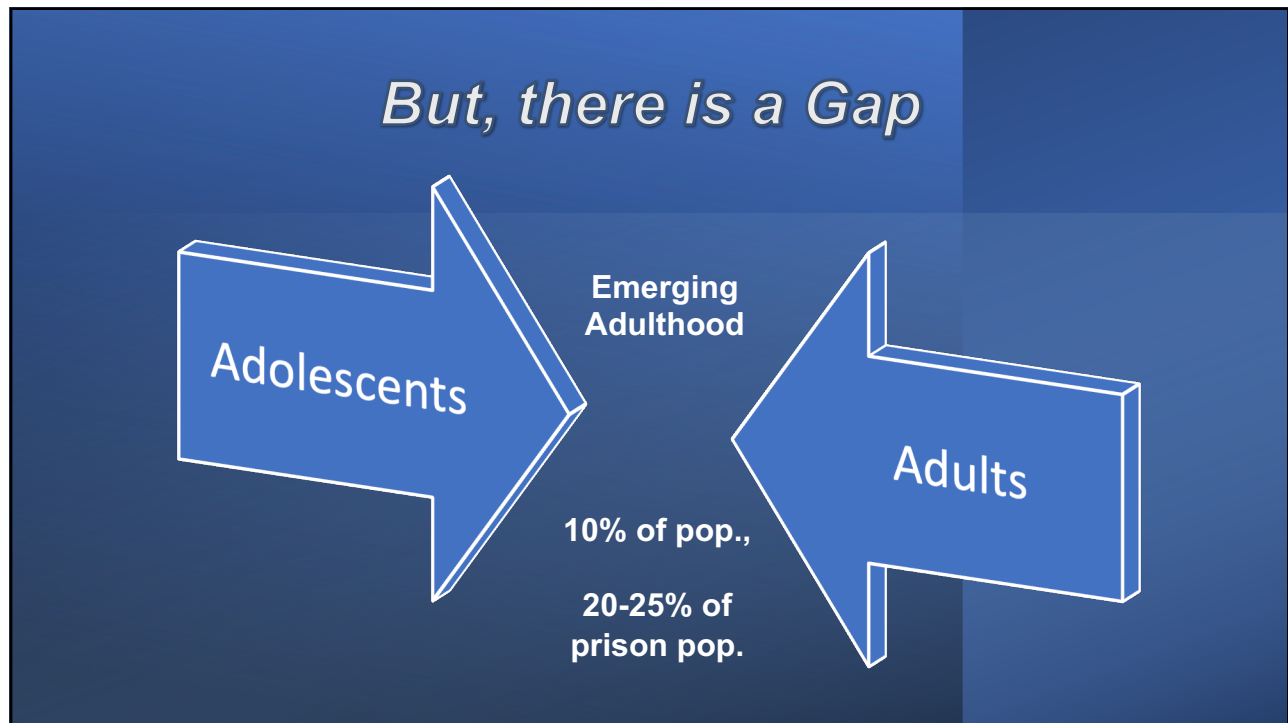 But, there is a Gap
Adolescents
Emerging
Adulthood
10% of pop.,
20-25% of
prison pop.
Adults